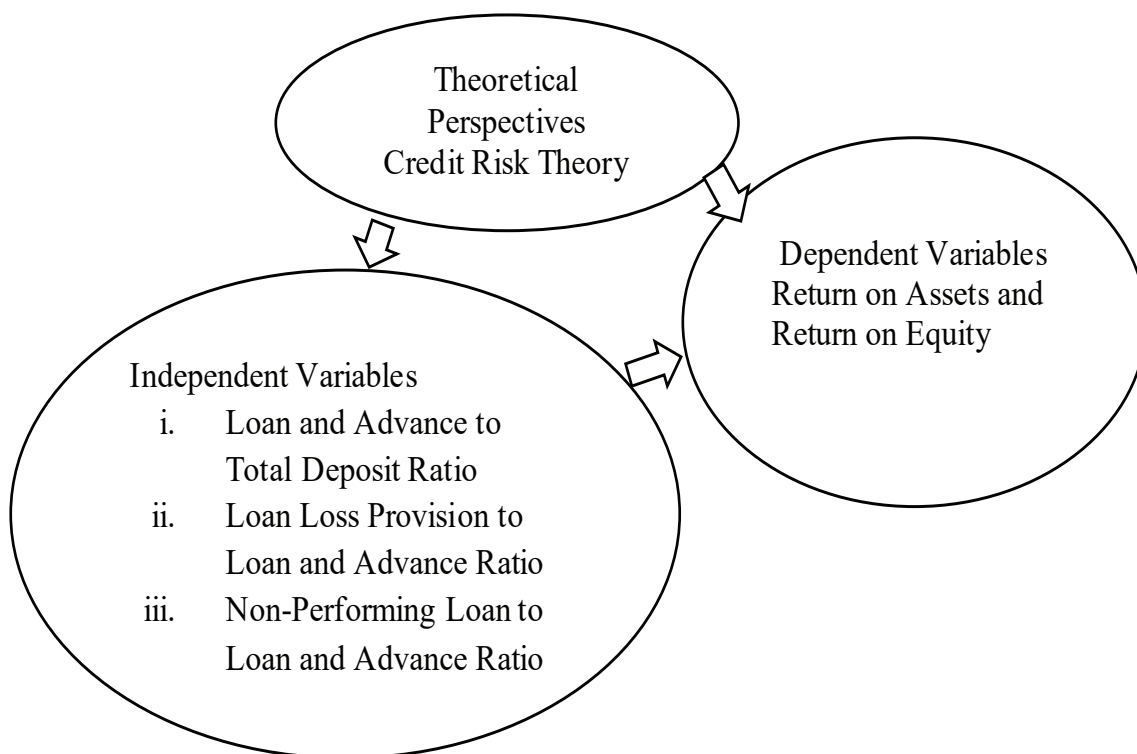 Theoretical
Perspectives
Credit Risk Theory
Dependent Variables
Return on Assets and
Return on Equity
Independent Variables
i. Loan and Advance to
Total Deposit Ratio
ii. Loan Loss Provision to
Loan and Advance Ratio
iii. Non-Performing Loan to
Loan and Advance Ratio